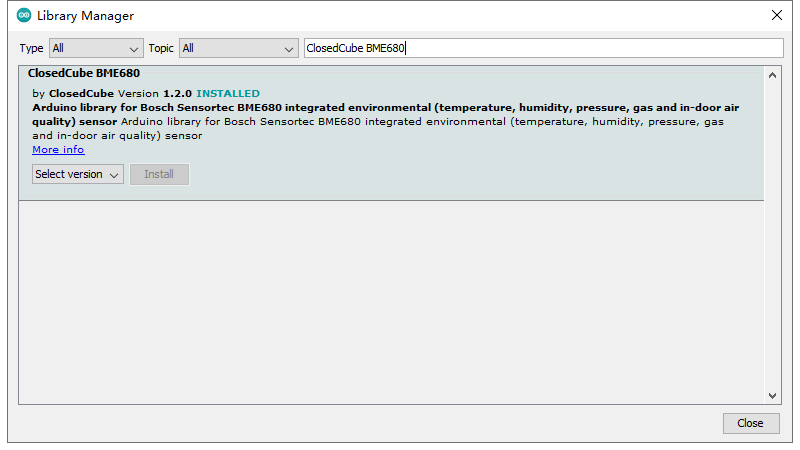 Library Manager
Type All Topic All ClosedCube BME680
ClosedCube BME680
by ClosedCube Version 1.2.0 INSTALLED
Arduino library for Bosch Sensortec BME680 integrated environmental (temperature, humidity, pressure, gas and in-door air
quality) sensor Arduino library for Bosch Sensortec BME680 integrated environmental (temperature, humidity, pressure, gas
and in-door air quality) sensor
More info
Select version Install
Close